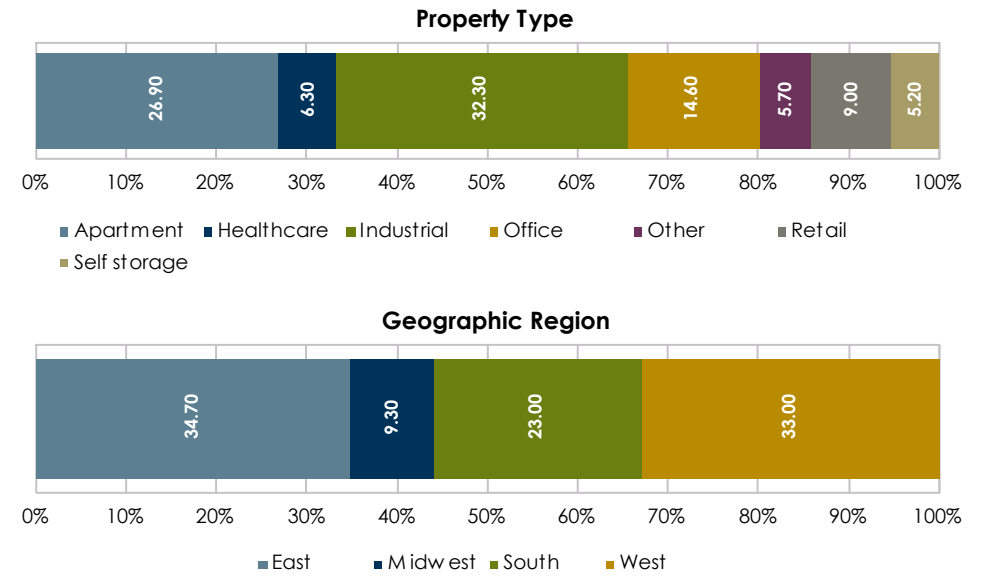 Property Type
26.90 6.30 32.30 14.60 5.70 9.00 5.20
0% 10% 20% 30% 40% 50% 60% 70% 80% 90% 100%
Apartment Healthcare Industrial Office Other Retail
Self storage
Geographic Region
34.70 9.30 23.00 33.00
0% 10% 20% 30% 40% 50% 60% 70% 80% 90% 100%
East Midwest South West